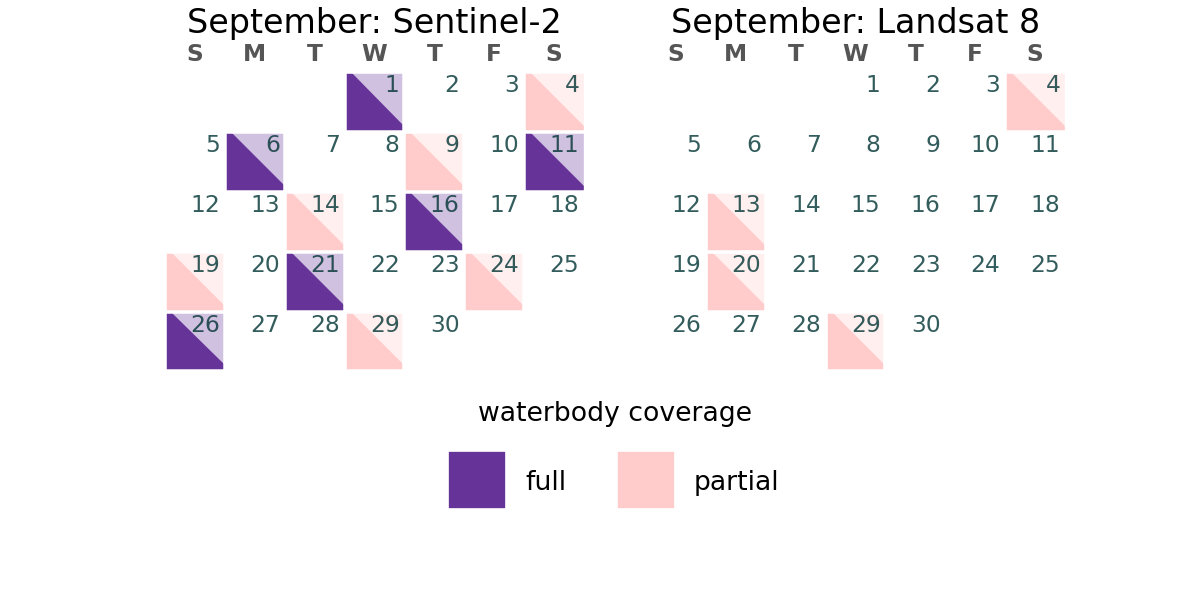 September: Sentinel-2
S M T W T F S
1 2 3 4
5 6 7 8 9 10 11
12 13 14 15 16 17 18
19 20 21 22 23 24 25
26 27 28 29 30
September: Landsat 8
S M T W T F S
1 2 3 4
5 6 7 8 9 10 11
12 13 14 15 16 17 18
19 20 21 22 23 24 25
26 27 28 29 30
waterbody coverage
full
partial